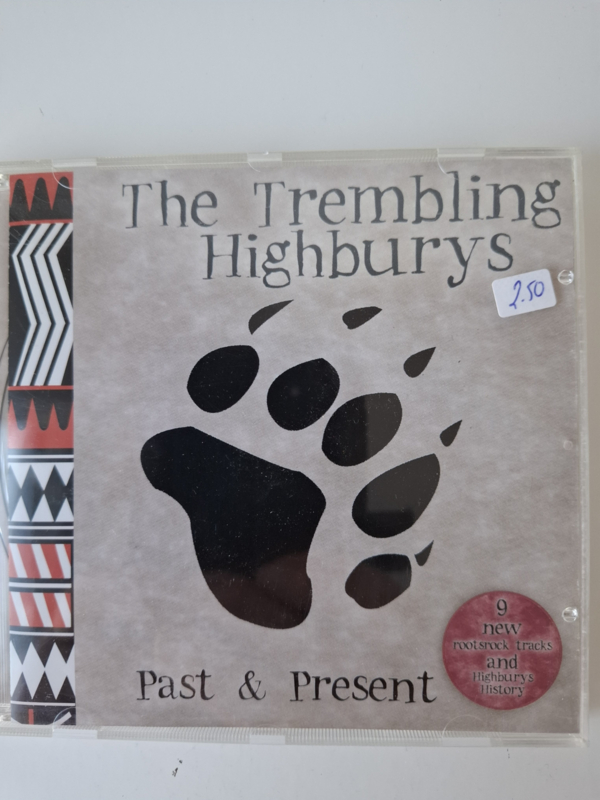 The Trembling
Highburys
2.50
Past & Present
9
new
rootsrock tracks
and
Highburys
History